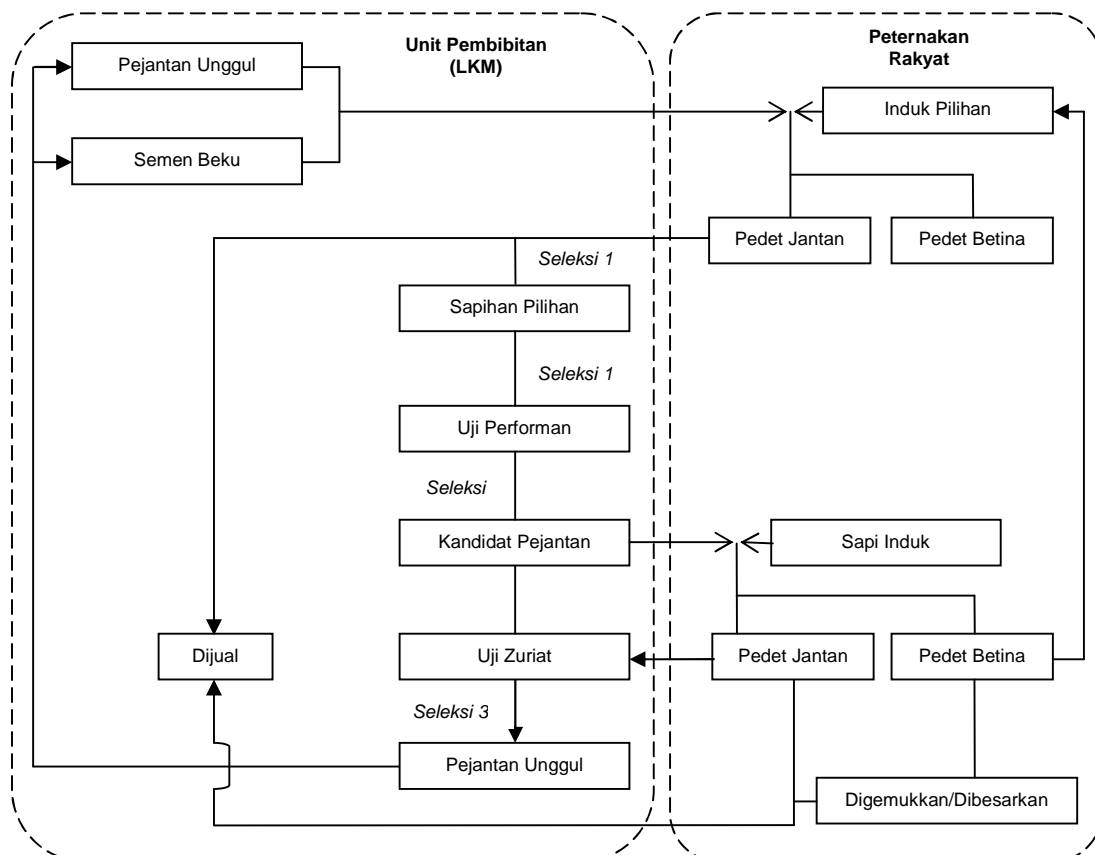 Unit Pembibitan
(LKM)
Peternakan
Rakyat
Pejantan Unggul
Induk Pilihan
Semen Beku
Pedet Jantan
Pedet Betina
Seleksi 1
Sapihan Pilihan
Seleksi 1
Uji Performan
Seleksi
Kandidat Pejantan
Sapi Induk
Dijual
Uji Zuriat
Pedet Jantan
Pedet Betina
Seleksi 3
Pejantan Unggul
Digemukkan/Dibesarkan